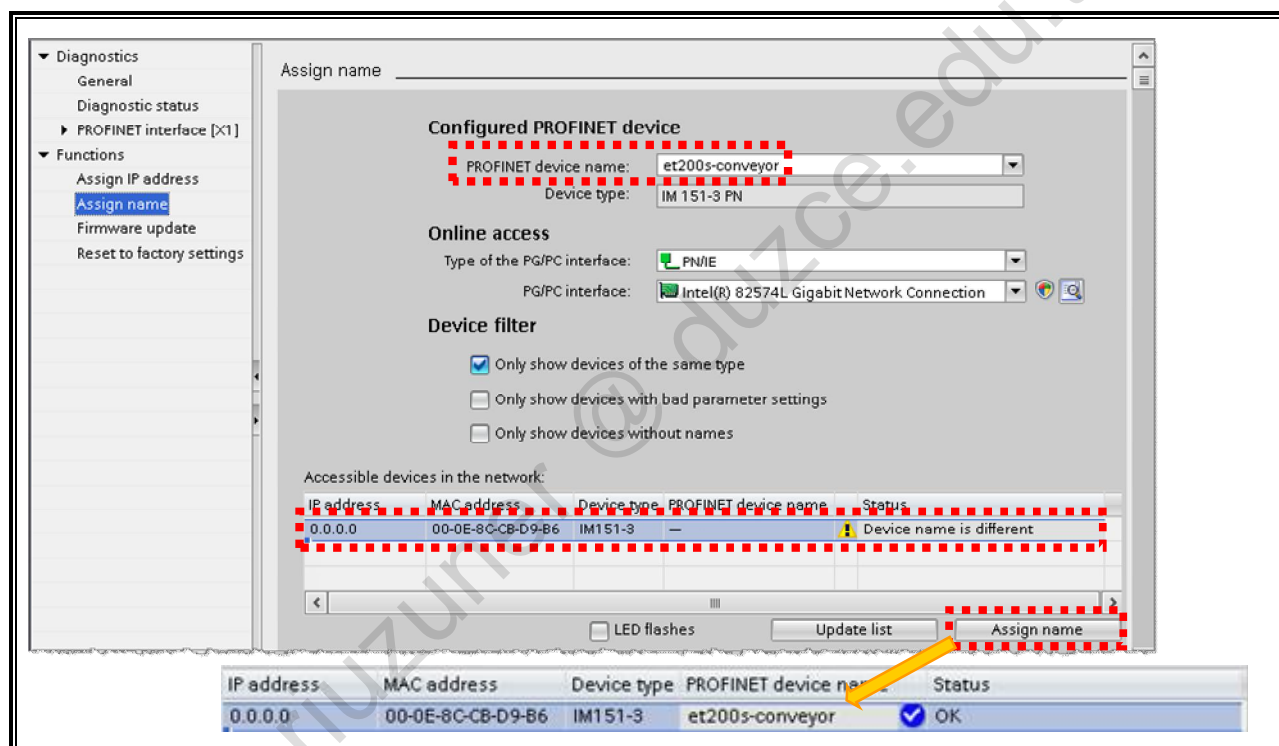 Diagnostics
General
Diagnostic status
PROFINET interface [X1]
Functions
Assign IP address
Assign name
Firmware update
Reset to factory settings
Assign name
Configured PROFINET device
PROFINET device name: et200s-conveyor
Device type: IM 151-3 PN
Online access
Type of the PG/PC interface: PN/IE
PG/PC interface: Intel(R) 82574L Gigabit Network Connection
Device filter
Only show devices of the same type
Only show devices with bad parameter settings
Only show devices without names
Accessible devices in the network:
IP address MAC address Device type PROFINET device name Status
0.0.0.0 00-0E-8C-CB-D9-B6 IM151-3 — Device name is different
LED flashes Update list Assign name
IP address MAC address Device type PROFINET device Status
0.0.0.0 00-0E-8C-CB-D9-B6 IM151-3 et200s-conveyor OK
@ duzce.edu.